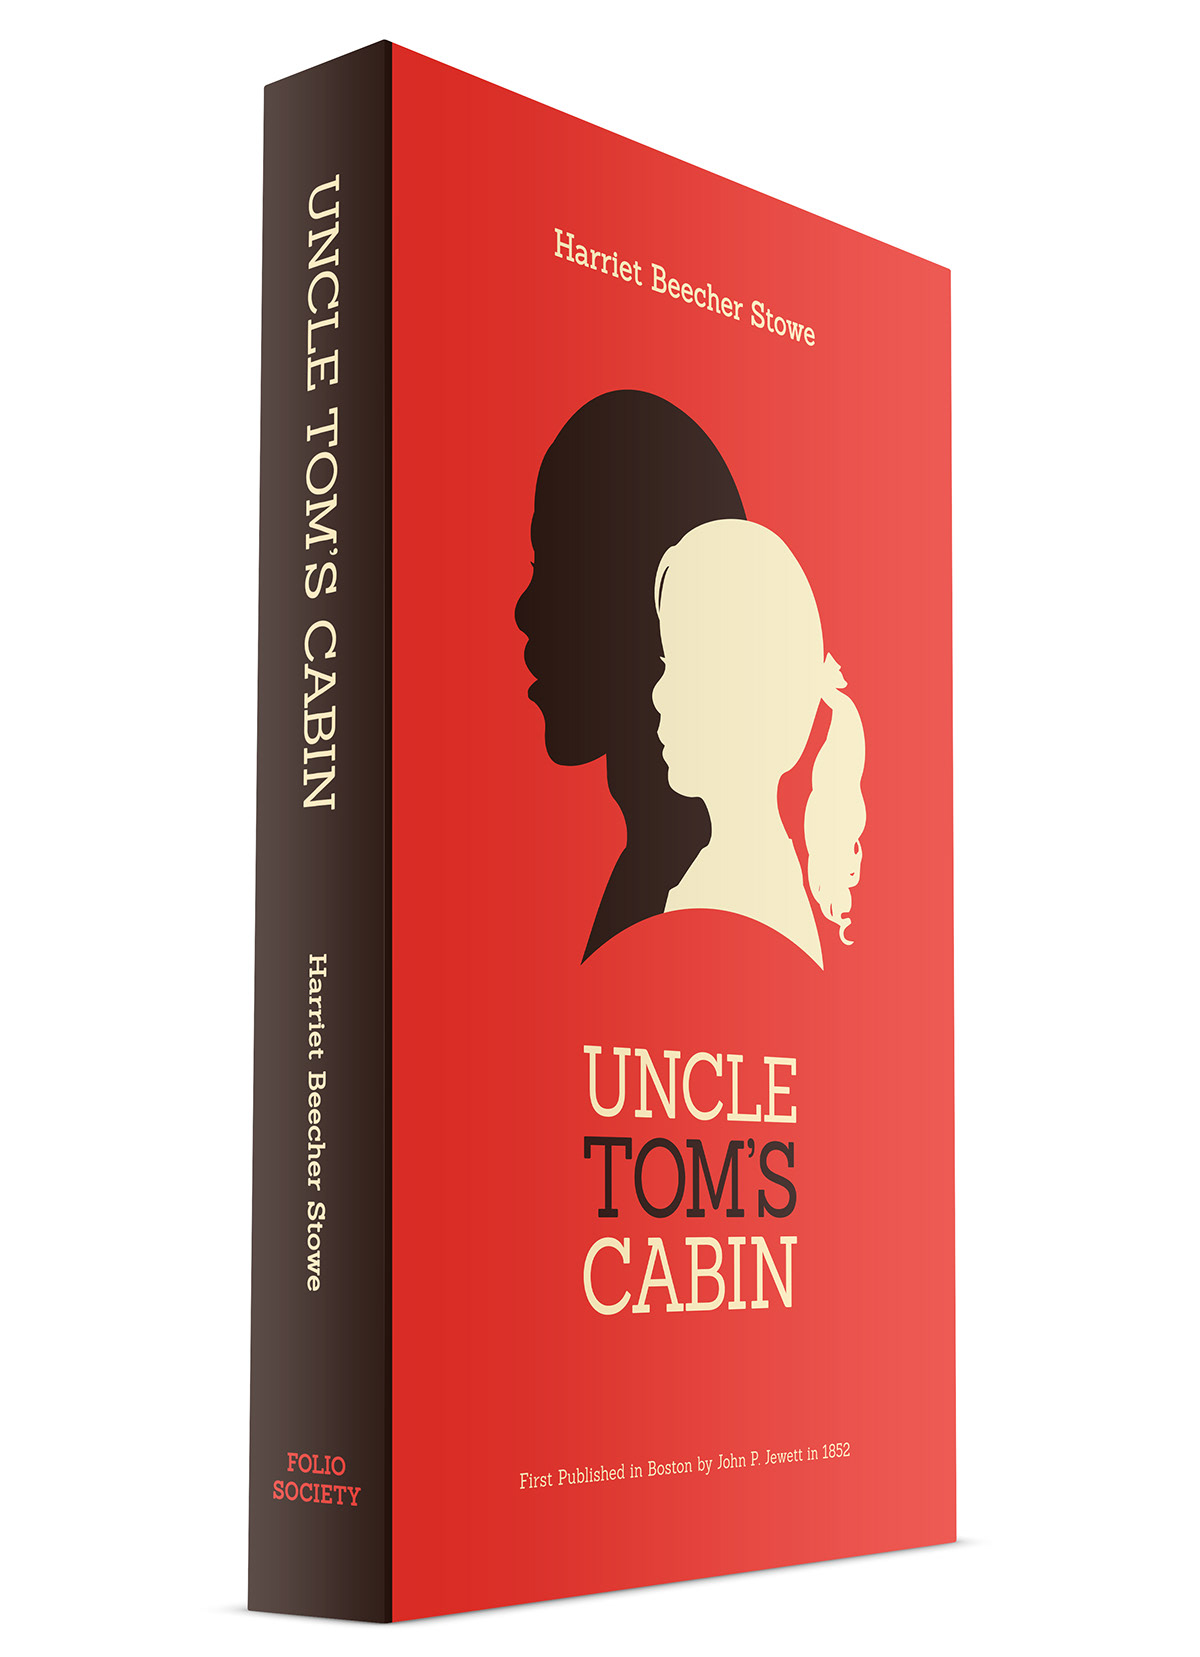 UNCLE TOM'S CABIN
Harriet Beecher Stowe
FOLIO
SOCIETY
Harriet Beecher Stowe
UNCLE
TOM'S
CABIN
First Published in Boston by John P. Jewett in 1852